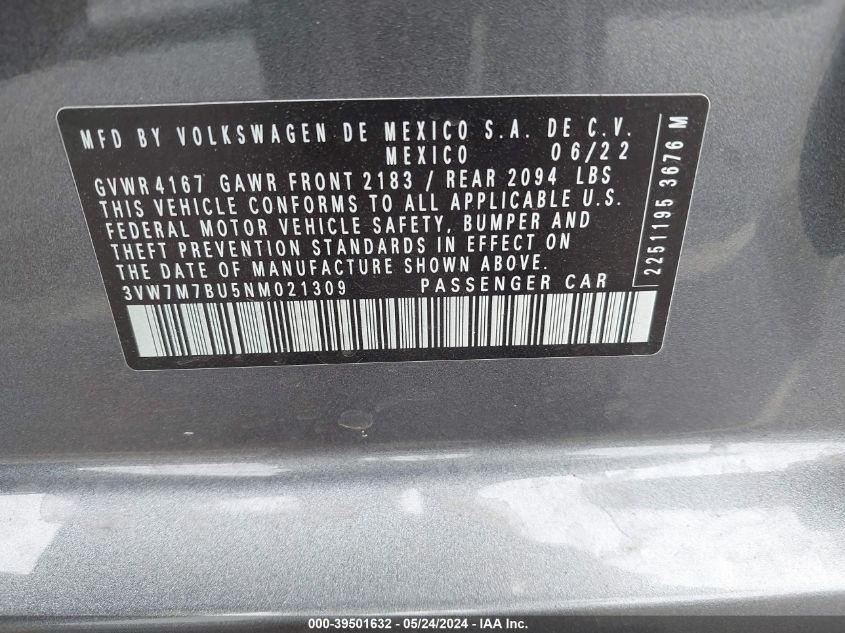 MFD BY VOLKSWAGEN DE MEXICO S.A. DE C.V.
MEXICO 06/22
GVWR 4167 GAWR FRONT 2183 / REAR 2094 LBS
THIS VEHICLE CONFORMS TO ALL APPLICABLE U.S.
FEDERAL MOTOR VEHICLE SAFETY, BUMPER AND
THEFT PREVENTION STANDARDS IN EFFECT ON
THE DATE OF MANUFACTURE SHOWN ABOVE.
3VW7M7BU5NM021309 PASSENGER CAR
2251195 3676 M
000-39501632 - 05/24/2024 - IAA Inc.